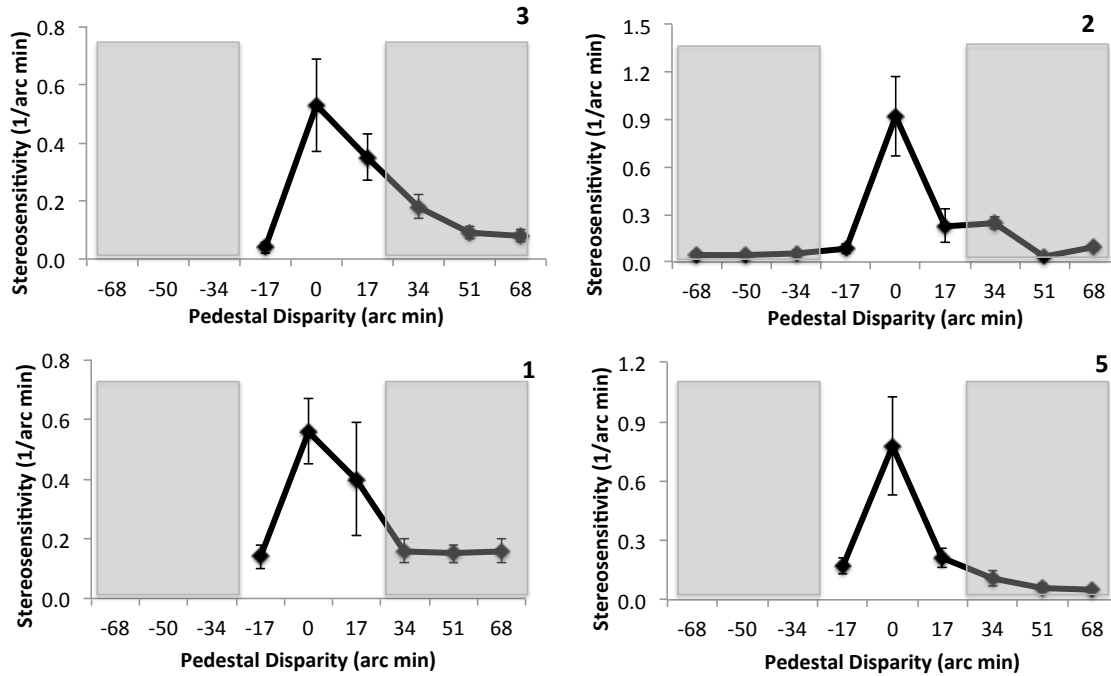 3
Stereosensitivity (1/arc min)
0.8
0.6
0.4
0.2
0.0
-68 -50 -34 -17 0 17 34 51 68
Pedestal Disparity (arc min)
2
Stereosensitivity (1/arc min)
1.5
1.2
0.9
0.6
0.3
0.0
-68 -50 -34 -17 0 17 34 51 68
Pedestal Disparity (arc min)
1
Stereosensitivity (1/arc min)
0.8
0.6
0.4
0.2
0.0
-68 -50 -34 -17 0 17 34 51 68
Pedestal Disparity (arc min)
5
Stereosensitivity (1/arc min)
1.2
0.9
0.6
0.3
0.0
-68 -50 -34 -17 0 17 34 51 68
Pedestal Disparity (arc min)